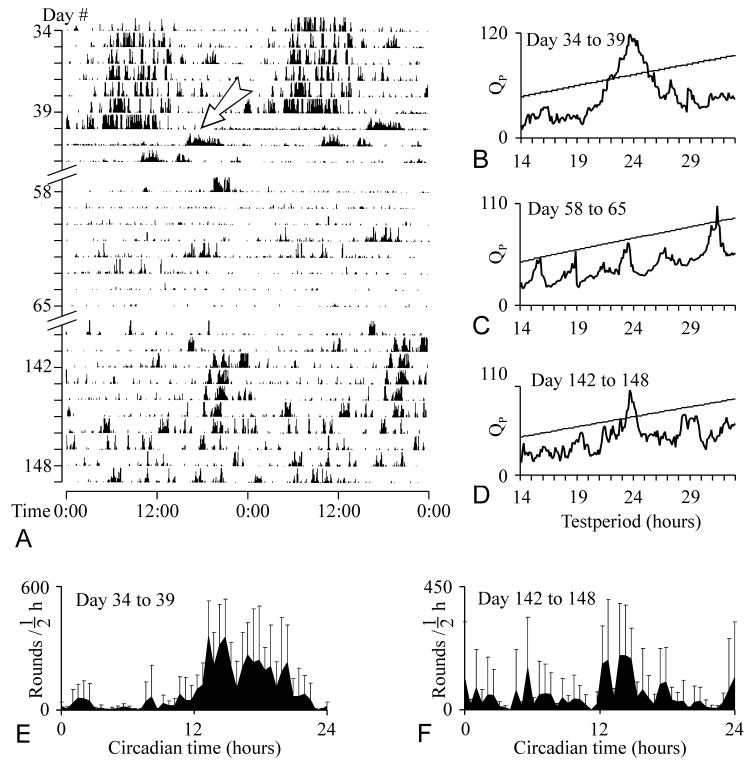 Day #
34
39
58
65
142
148
Time 0:00 12:00 0:00 12:00 0:00
A
120
Day 34 to 39
Qp
0
14 19 24 29
B
110
Day 58 to 65
Qp
0
14 19 24 29
C
110
Day 142 to 148
Qp
0
14 19 24 29
Testperiod (hours)
D
600
Day 34 to 39
Rounds / 1/2 h
0
0 12 24
Circadian time (hours)
E
450
Day 142 to 148
Rounds / 1/2 h
0
0 12 24
Circadian time (hours)
F